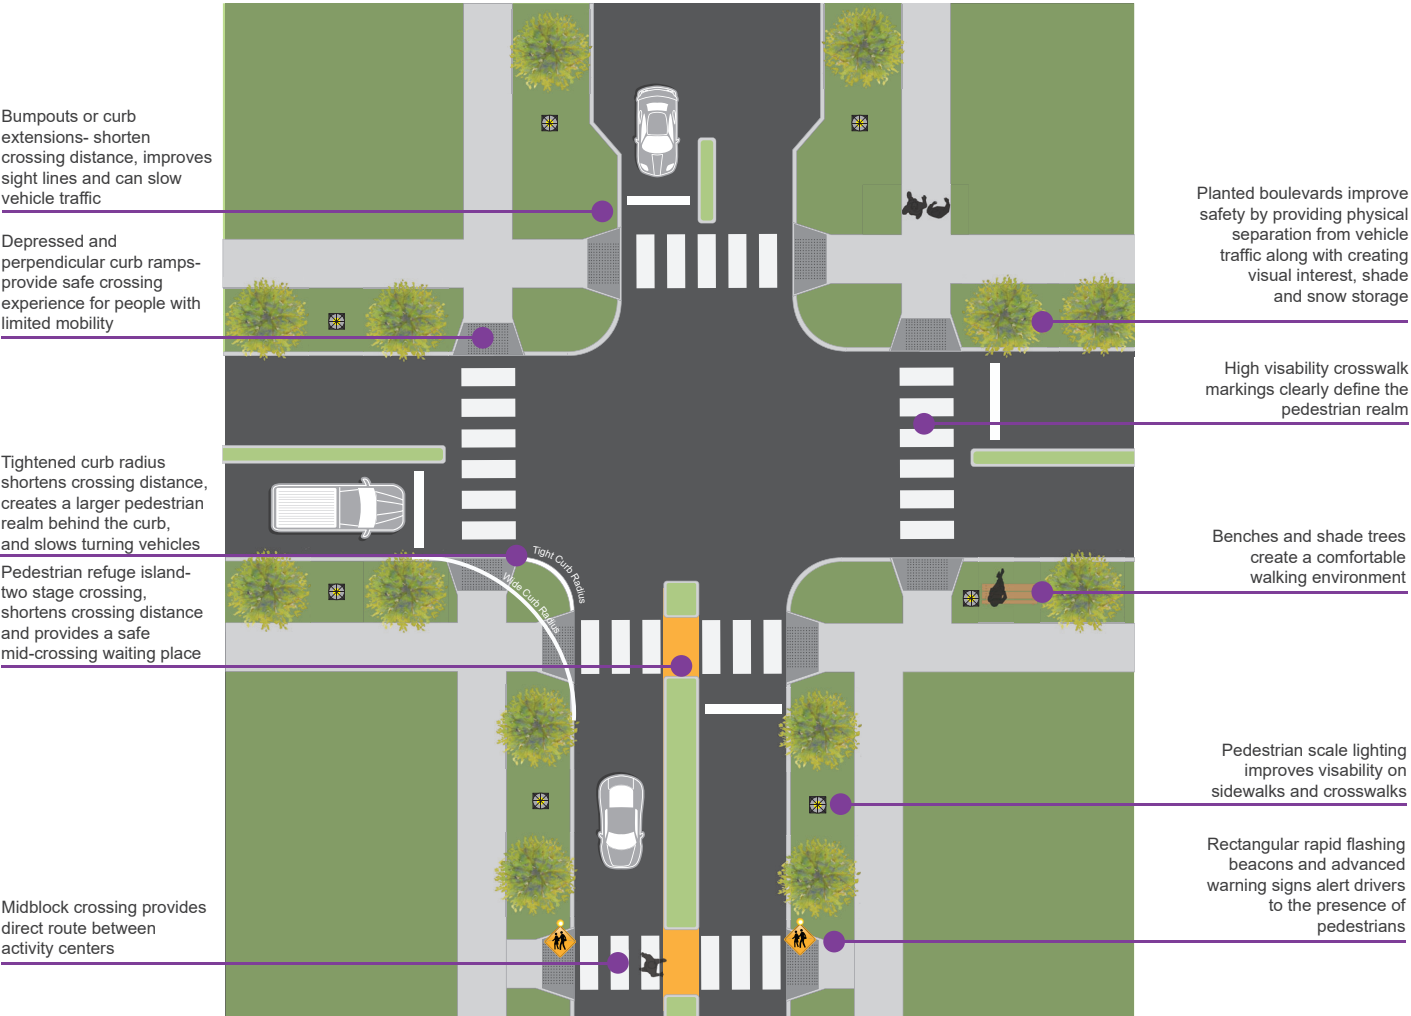 Bumpouts or curb
extensions- shorten
crossing distance, improves
sight lines and can slow
vehicle traffic
Depressed and
perpendicular curb ramps-
provide safe crossing
experience for people with
limited mobility
Tightened curb radius
shortens crossing distance,
creates a larger pedestrian
realm behind the curb,
and slows turning vehicles
Pedestrian refuge island-
two stage crossing,
shortens crossing distance
and provides a safe
mid-crossing waiting place
Midblock crossing provides
direct route between
activity centers
Tight Curb Radius
Wide Curb Radius
Planted boulevards improve
safety by providing physical
separation from vehicle
traffic along with creating
visual interest, shade
and snow storage
High visability crosswalk
markings clearly define the
pedestrian realm
Benches and shade trees
create a comfortable
walking environment
Pedestrian scale lighting
improves visability on
sidewalks and crosswalks
Rectangular rapid flashing
beacons and advanced
warning signs alert drivers
to the presence of
pedestrians